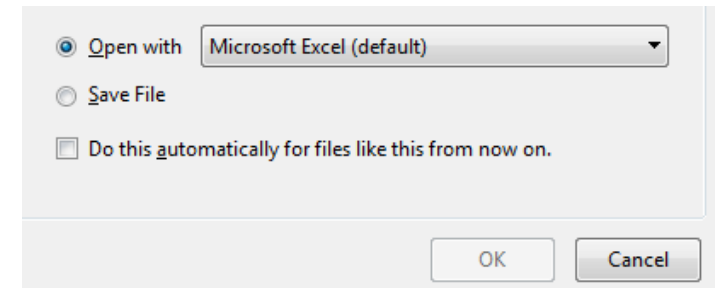 Open with Microsoft Excel (default)
Save File
Do this automatically for files like this from now on.
OK Cancel